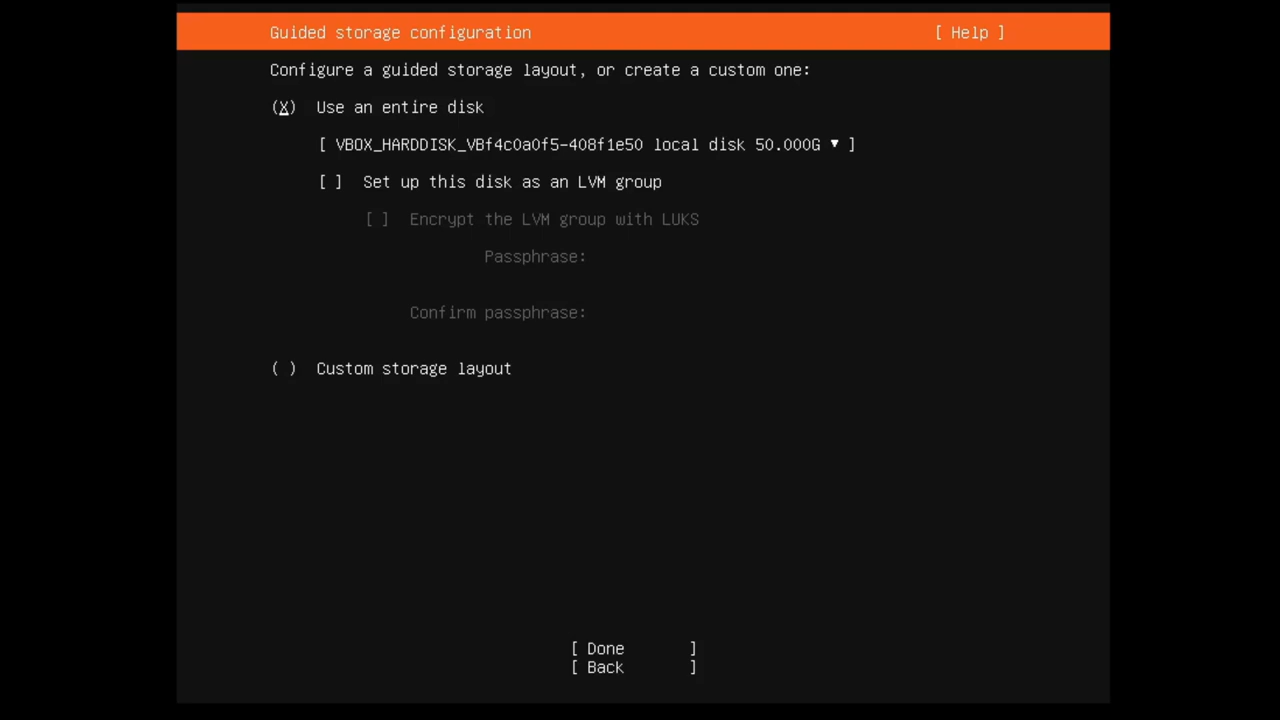 Guided storage configuration [ Help ]
Configure a guided storage layout, or create a custom one:
(X) Use an entire disk
[ VBOX_HARDDISK_VBf4c0a0f5-408f1e50 local disk 50.000G ▾ ]
[ ] Set up this disk as an LVM group
[ ] Encrypt the LVM group with LUKS
Passphrase:
Confirm passphrase:
( ) Custom storage layout
[ Done ]
[ Back ]